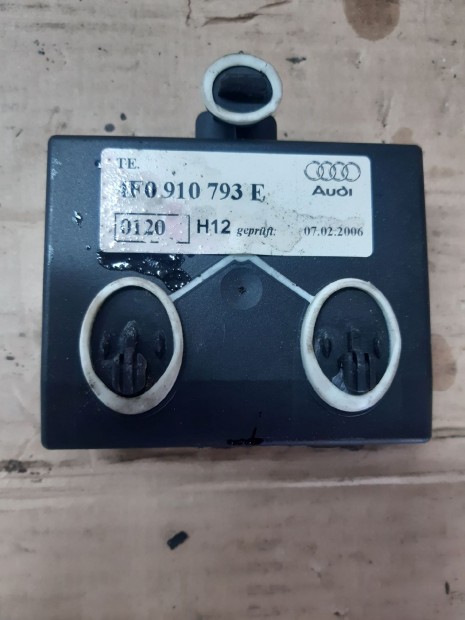 TE.
4F0 910 793 E
Audi
0120 H12 geprüft: 07.02.2006